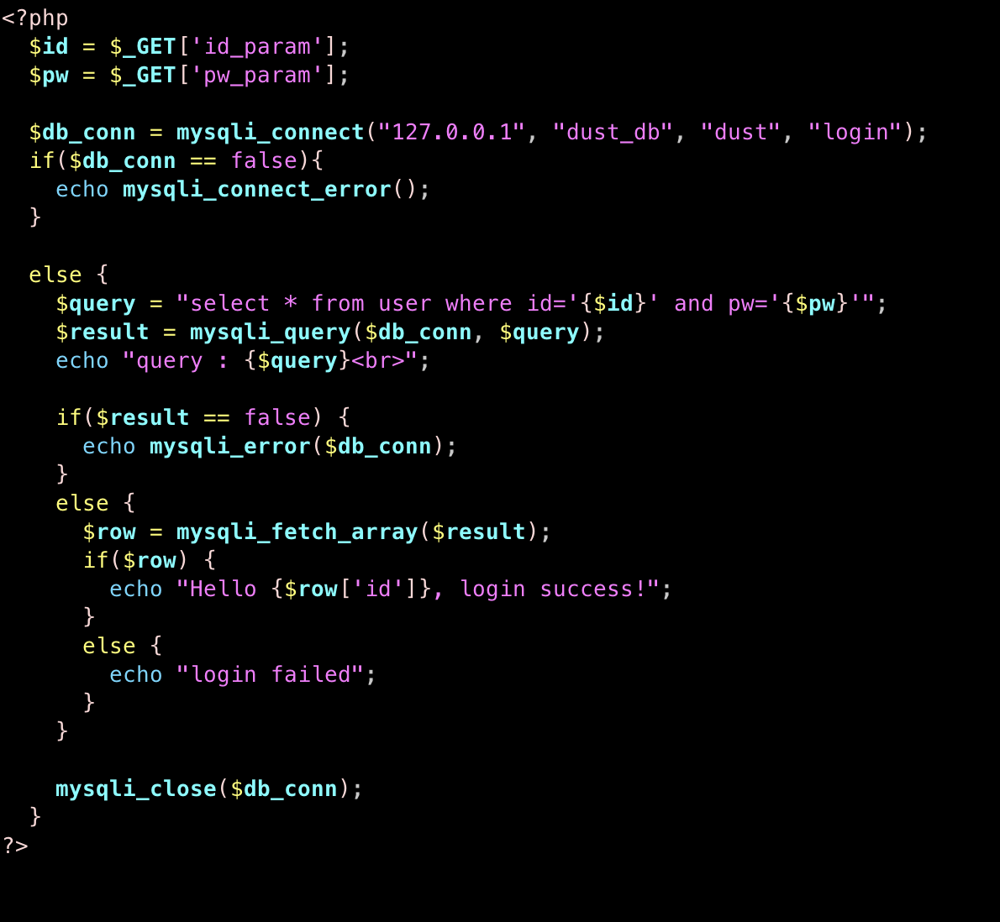 <?php
  $id = $_GET['id_param'];
  $pw = $_GET['pw_param'];

  $db_conn = mysqli_connect("127.0.0.1", "dust_db", "dust", "login");
  if($db_conn == false){
    echo mysqli_connect_error();
  }

  else {
    $query = "select * from user where id='{$id}' and pw='{$pw}'";
    $result = mysqli_query($db_conn, $query);
    echo "query : {$query}<br>";

    if($result == false) {
      echo mysqli_error($db_conn);
    }
    else {
      $row = mysqli_fetch_array($result);
      if($row) {
        echo "Hello {$row['id']}, login success!";
      }
      else {
        echo "login failed";
      }
    }

    mysqli_close($db_conn);
  }
?>